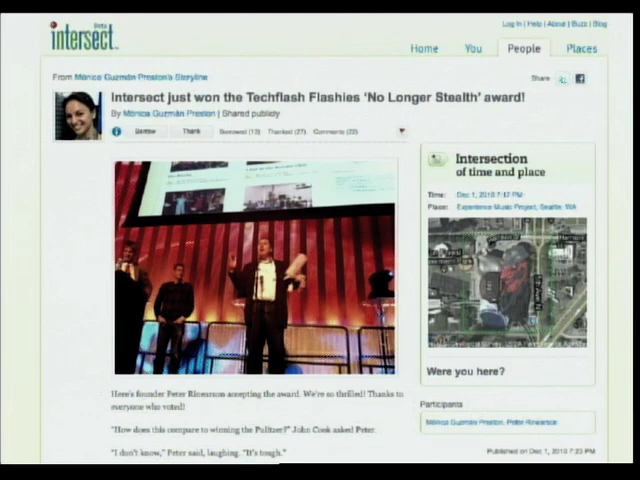 Log In | Help | About | Buzz | Blog
Beta
intersect
Home You People Places
From Mónica Guzmán Preston's Storyline
Share
Intersect just won the Techflash Flashies 'No Longer Stealth' award!
By Mónica Guzmán Preston | Shared publicly
Borrow Thank Borrowed (13) Thanked (27) Comments (22)
Intersection
of time and place
Time: Dec 1, 2010 7:17 PM
Place: Experience Music Project, Seattle, WA
Were you here?
Here's founder Peter Rinearson accepting the award. We're so thrilled! Thanks to
everyone who voted!
"How does this compare to winning the Pulitzer?" John Cook asked Peter.
"I don't know," Peter said, laughing. "It's tough."
Participants
Mónica Guzmán Preston, Peter Rinearson
Published on Dec 1, 2010 7:23 PM